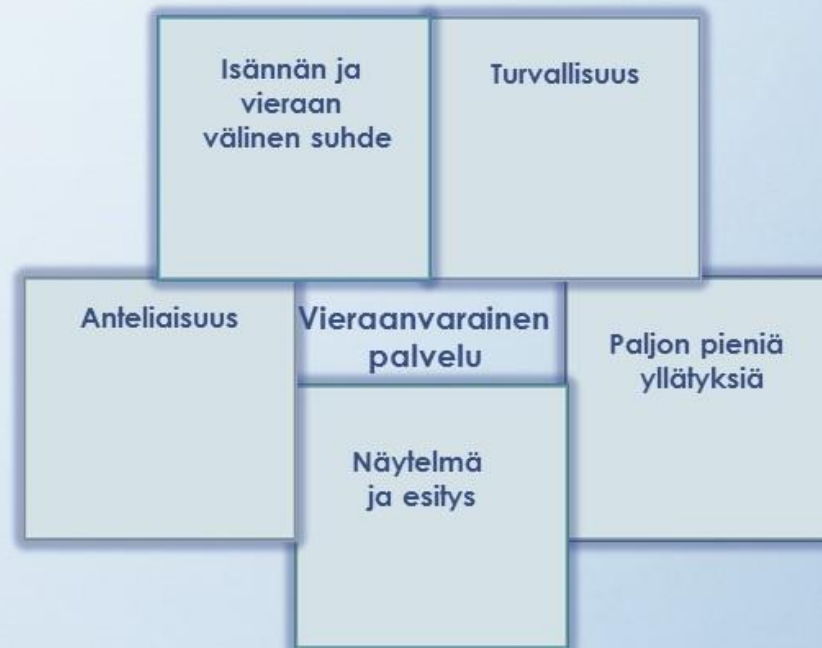 Isännän ja
vieraan
välinen suhde
Turvallisuus
Anteliaisuus
Vieraanvarainen
palvelu
Paljon pieniä
yllätyksiä
Näytelmä
ja esitys